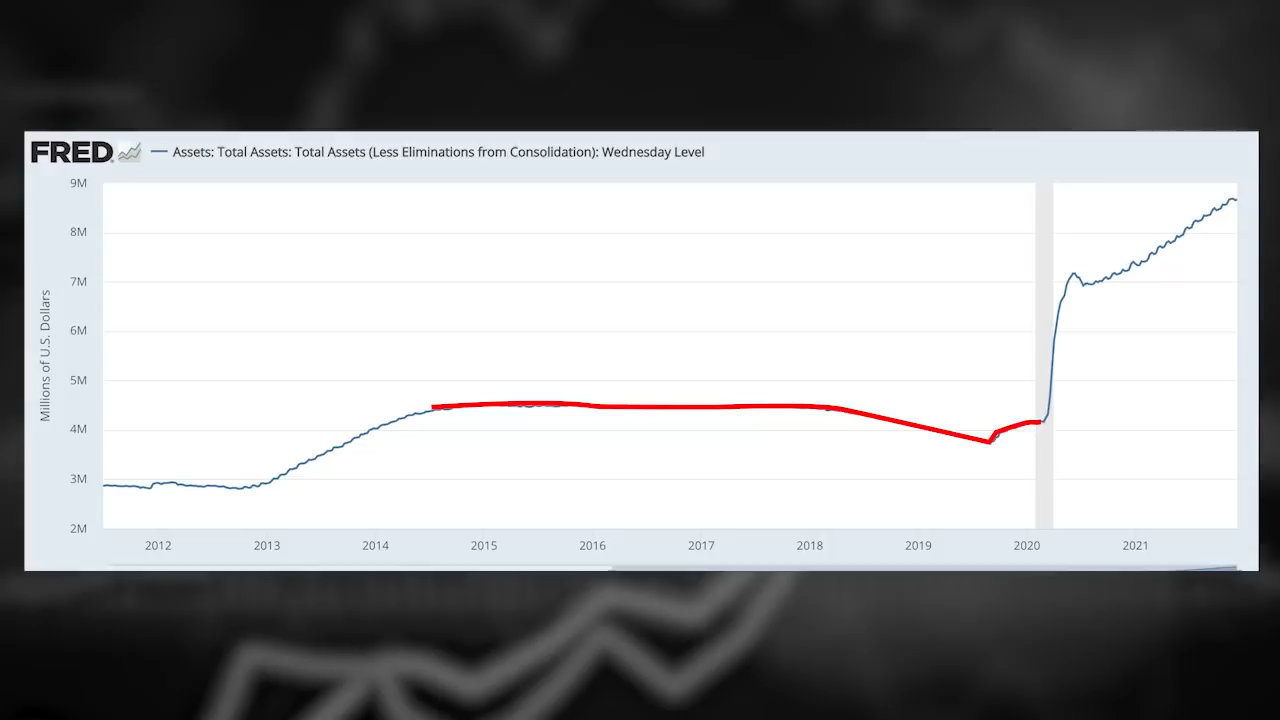 FRED
Assets: Total Assets: Total Assets (Less Eliminations from Consolidation): Wednesday Level
Millions of U.S. Dollars
9M
8M
7M
6M
5M
4M
3M
2M
2012 2013 2014 2015 2016 2017 2018 2019 2020 2021